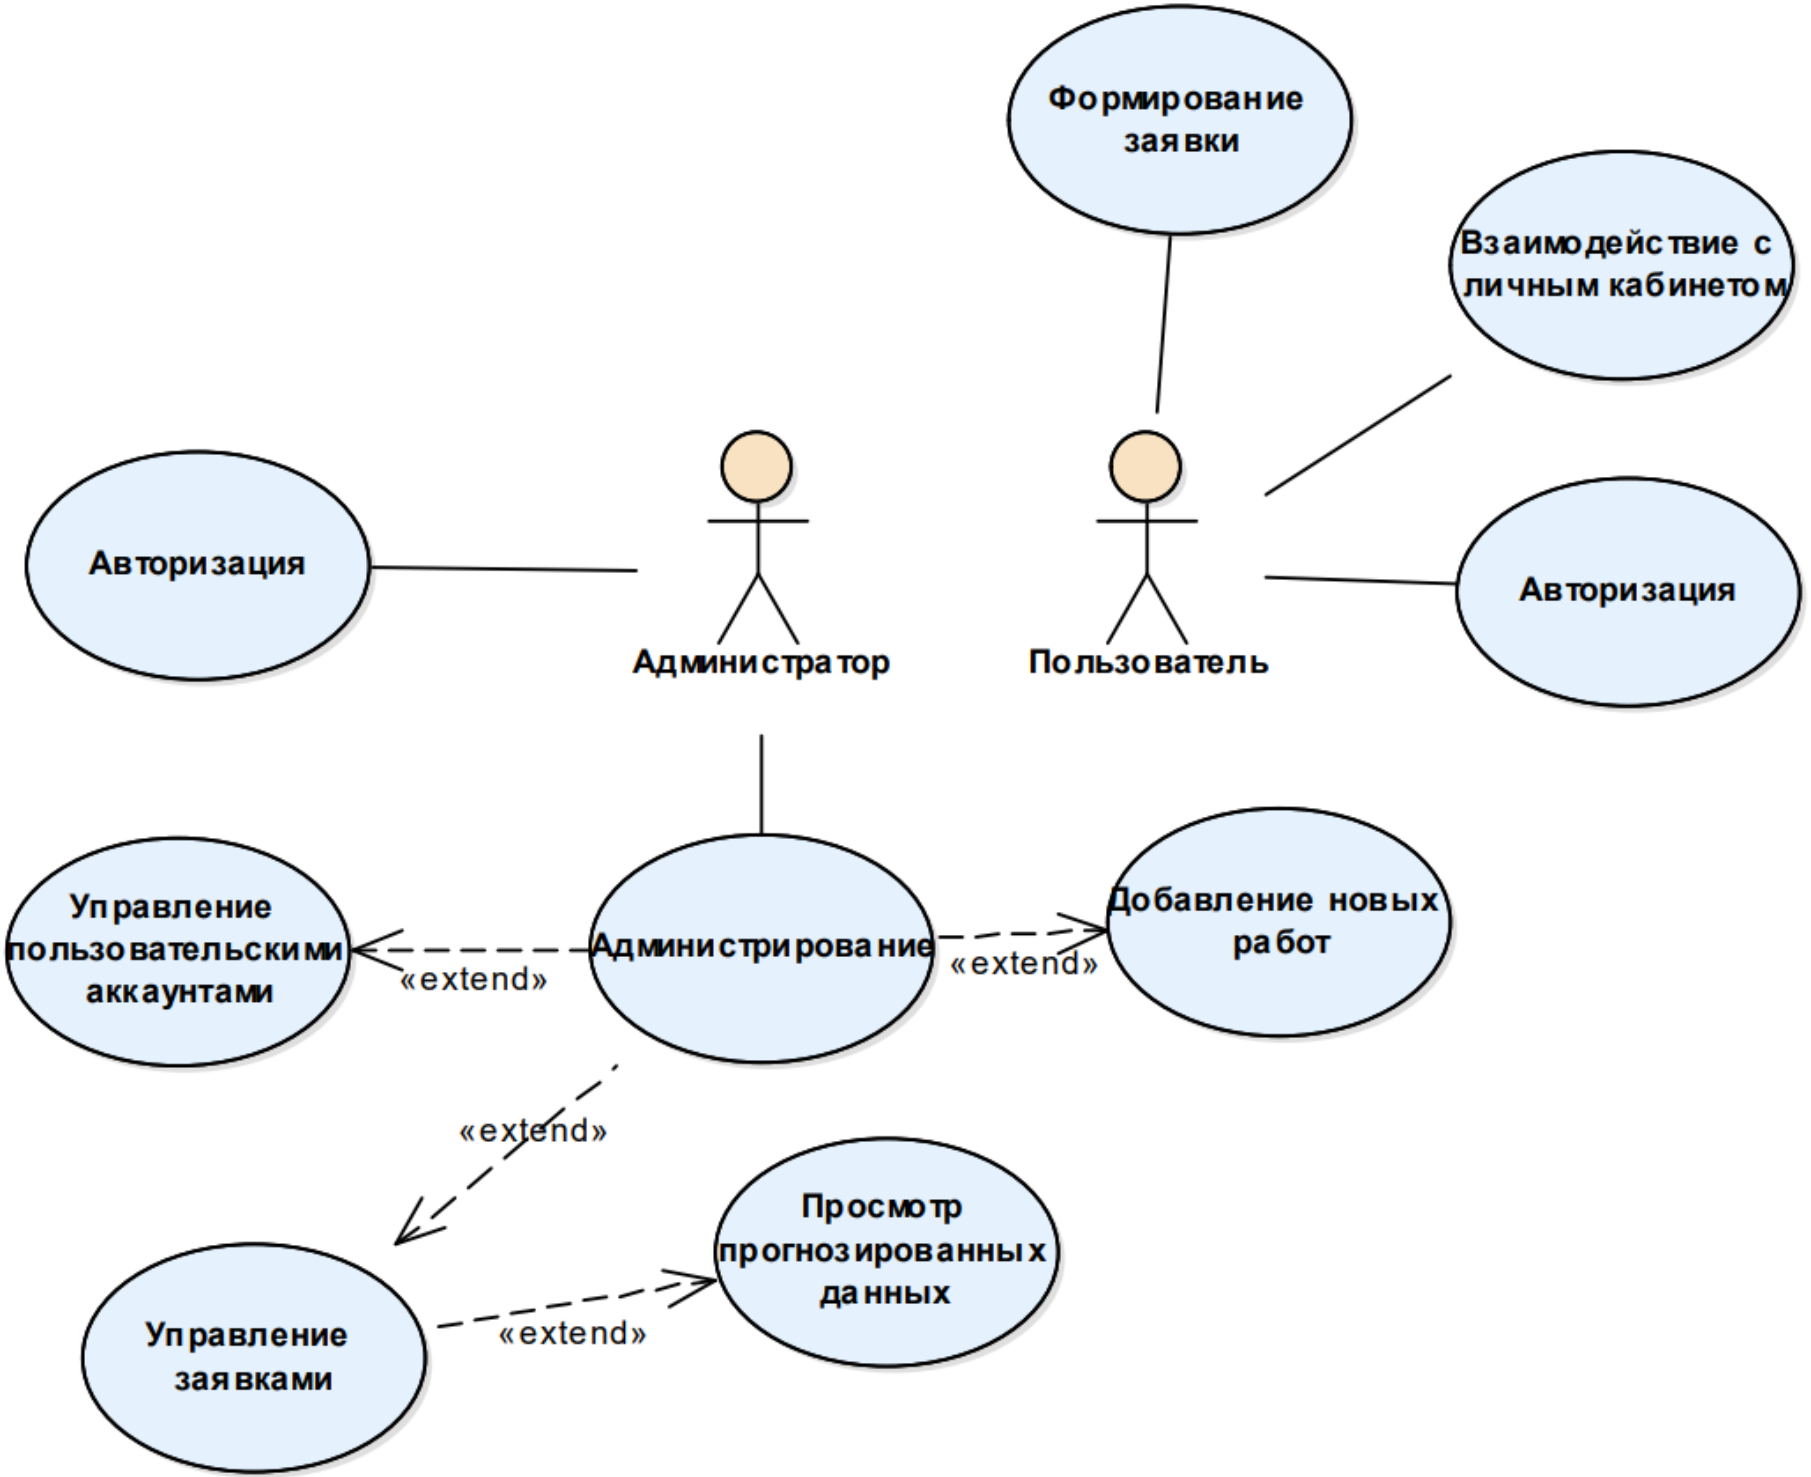 Формирование
заявки
Взаимодействие с
личным кабинетом
Авторизация
Авторизация
Администратор
Пользователь
Управление
пользовательскими
аккаунтами
«extend»
Администрирование
«extend»
Добавление новых
работ
«extend»
Просмотр
прогнозированных
данных
«extend»
Управление
заявками